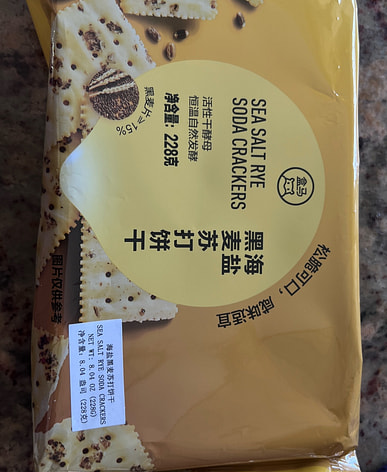 盒马
SEA SALT RYE
SODA CRACKERS
活性干酵母
恒温自然发酵
净含量：228克
黑麦片≥15%
海盐
黑麦
苏打
饼干
松脆可口，咸味适中
图片仅供参考
海盐黑麦苏打饼干
SEA SALT RYE SODA CRACKERS
NET WT: 8.04 OZ (228G)
净含量: 8.04 盎司 (228克)